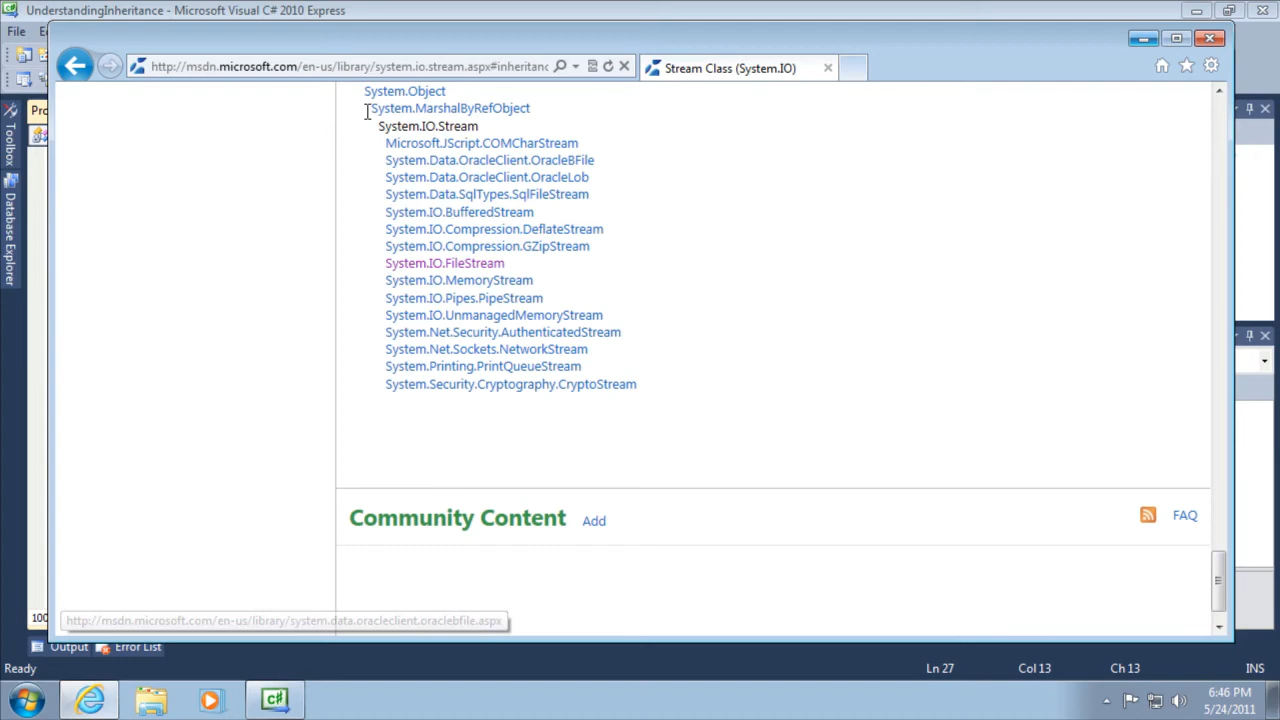 UnderstandingInheritance - Microsoft Visual C# 2010 Express
File
http://msdn.microsoft.com/en-us/library/system.io.stream.aspx#inheritanc
Stream Class (System.IO)
System.Object
System.MarshalByRefObject
System.IO.Stream
Microsoft.JScript.COMCharStream
System.Data.OracleClient.OracleBFile
System.Data.OracleClient.OracleLob
System.Data.SqlTypes.SqlFileStream
System.IO.BufferedStream
System.IO.Compression.DeflateStream
System.IO.Compression.GZipStream
System.IO.FileStream
System.IO.MemoryStream
System.IO.Pipes.PipeStream
System.IO.UnmanagedMemoryStream
System.Net.Security.AuthenticatedStream
System.Net.Sockets.NetworkStream
System.Printing.PrintQueueStream
System.Security.Cryptography.CryptoStream
Toolbox
Database Explorer
Community Content Add
FAQ
100
http://msdn.microsoft.com/en-us/library/system.data.oracleclient.oraclebfile.aspx
Output Error List
Ready Ln 27 Col 13 Ch 13 INS
6:46 PM
5/24/2011